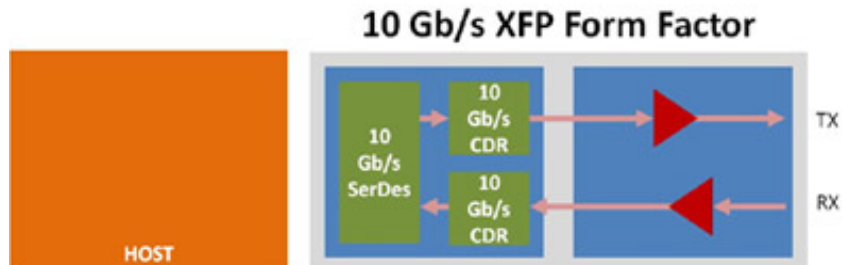 10 Gb/s XFP Form Factor
10
Gb/s
SerDes
10
Gb/s
CDR
10
Gb/s
CDR
TX
RX
HOST